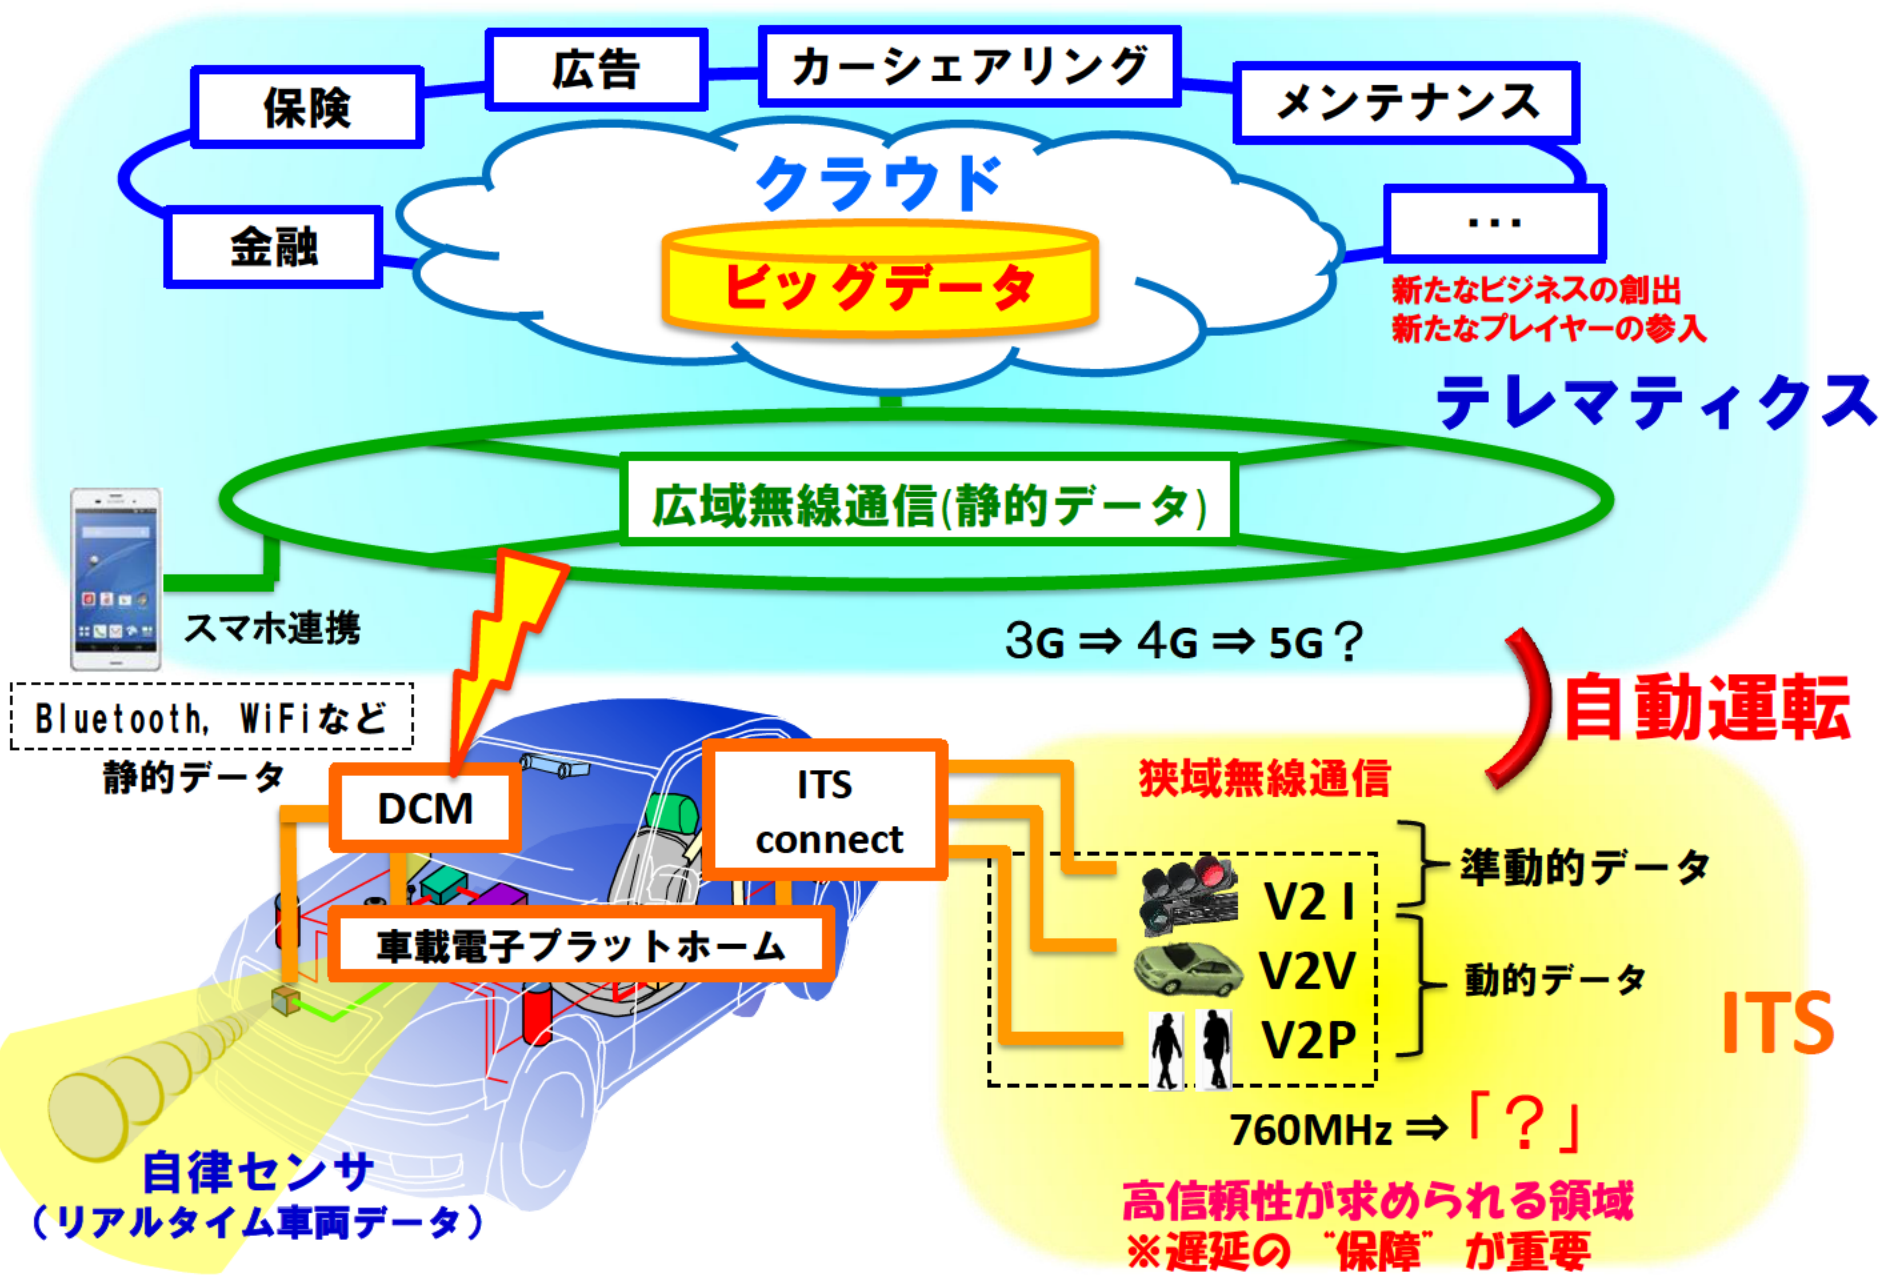 保険
広告
カーシェアリング
メンテナンス
金融
・・・
クラウド
ビッグデータ
新たなビジネスの創出
新たなプレイヤーの参入
テレマティクス
広域無線通信(静的データ)
スマホ連携
3G ⇒ 4G ⇒ 5G？
Bluetooth, WiFiなど
静的データ
自動運転
DCM
ITS
connect
車載電子プラットホーム
狭域無線通信
V2I
V2V
V2P
準動的データ
動的データ
ITS
760MHz ⇒「？」
高信頼性が求められる領域
※遅延の “保障” が重要
自律センサ
（リアルタイム車両データ）